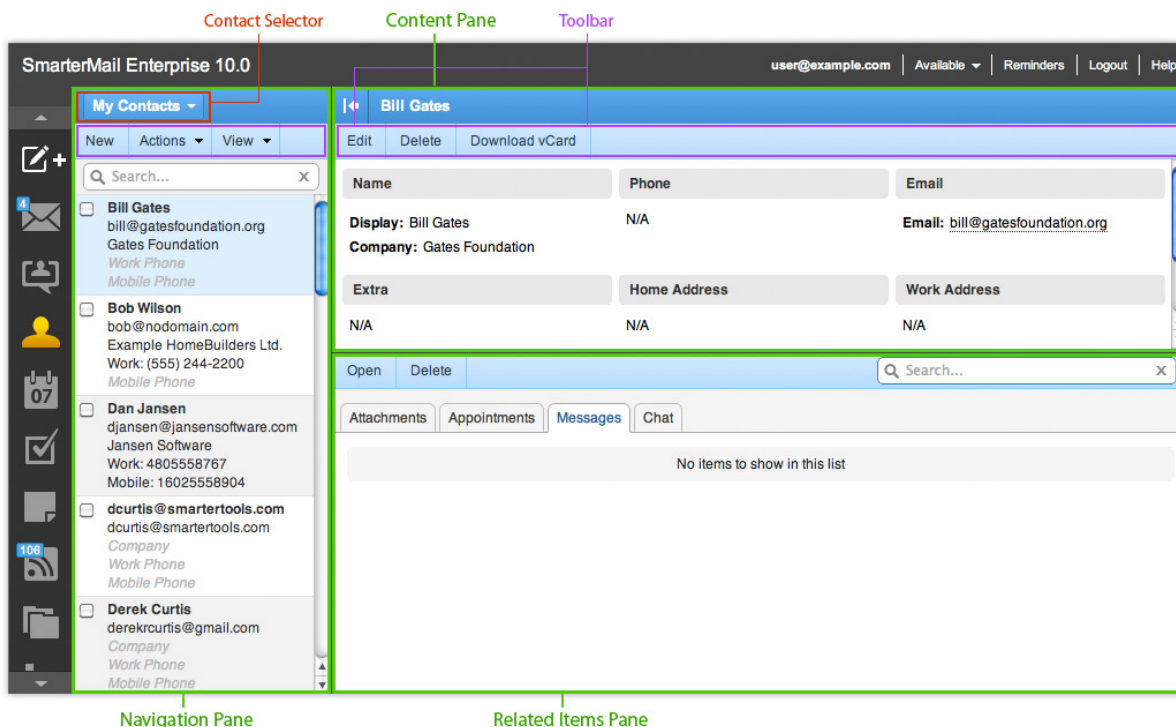 Contact Selector
Content Pane
Toolbar
SmarterMail Enterprise 10.0
user@example.com Available Reminders Logout Help
My Contacts
Bill Gates
New Actions View
Edit Delete Download vCard
Search... x
Name Phone Email
Display: Bill Gates N/A Email: bill@gatesfoundation.org
Company: Gates Foundation
Extra Home Address Work Address
N/A N/A N/A
4
07
106
Bill Gates
bill@gatesfoundation.org
Gates Foundation
Work Phone
Mobile Phone
Bob Wilson
bob@nodomain.com
Example HomeBuilders Ltd.
Work: (555) 244-2200
Mobile Phone
Dan Jansen
djansen@jansensoftware.com
Jansen Software
Work: 4805558767
Mobile: 16025558904
dcurtis@smartertools.com
dcurtis@smartertools.com
Company
Work Phone
Mobile Phone
Derek Curtis
derekrcurtis@gmail.com
Company
Work Phone
Mobile Phone
Open Delete Search... x
Attachments Appointments Messages Chat
No items to show in this list
Navigation Pane
Related Items Pane